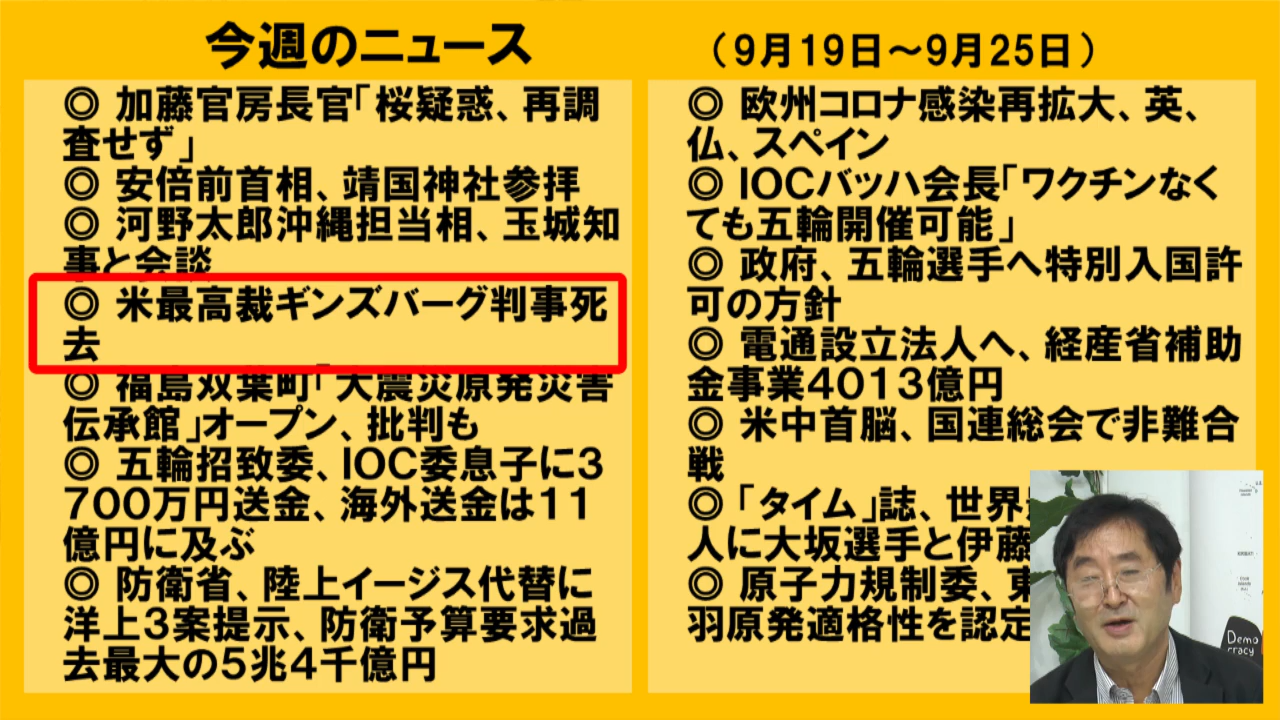 今週のニュース
（9月19日～9月25日）
◎ 加藤官房長官「桜疑惑、再調
査せず」
◎ 安倍前首相、靖国神社参拝
◎ 河野太郎沖縄担当相、玉城知
事と会談
◎ 米最高裁ギンズバーグ判事死
去
◎ 福島双葉町「大震災原発災害
伝承館」オープン、批判も
◎ 五輪招致委、IOC委息子に3
700万円送金、海外送金は11
億円に及ぶ
◎ 防衛省、陸上イージス代替に
洋上3案提示、防衛予算要求過
去最大の5兆4千億円
◎ 欧州コロナ感染再拡大、英、
仏、スペイン
◎ IOCバッハ会長「ワクチンなく
ても五輪開催可能」
◎ 政府、五輪選手へ特別入国許
可の方針
◎ 電通設立法人へ、経産省補助
金事業4013億円
◎ 米中首脳、国連総会で非難合
戦
◎ 「タイム」誌、世界
人に大坂選手と伊藤
◎ 原子力規制委、東
羽原発適格性を認定
Demo
cracy